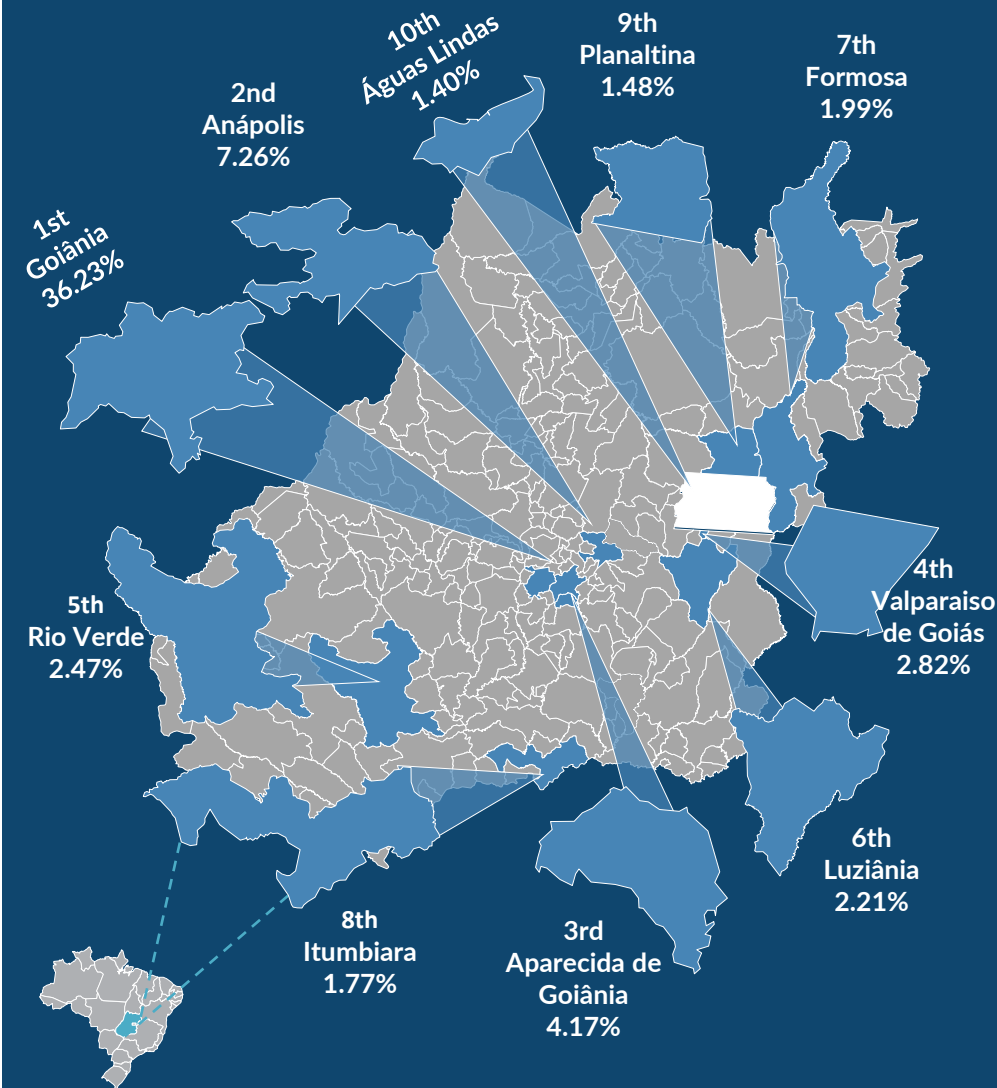 1st
Goiânia
36.23%
2nd
Anápolis
7.26%
10th
Águas Lindas
1.40%
9th
Planaltina
1.48%
7th
Formosa
1.99%
5th
Rio Verde
2.47%
4th
Valparaiso
de Goiás
2.82%
6th
Luziânia
2.21%
8th
Itumbiara
1.77%
3rd
Aparecida de
Goiânia
4.17%